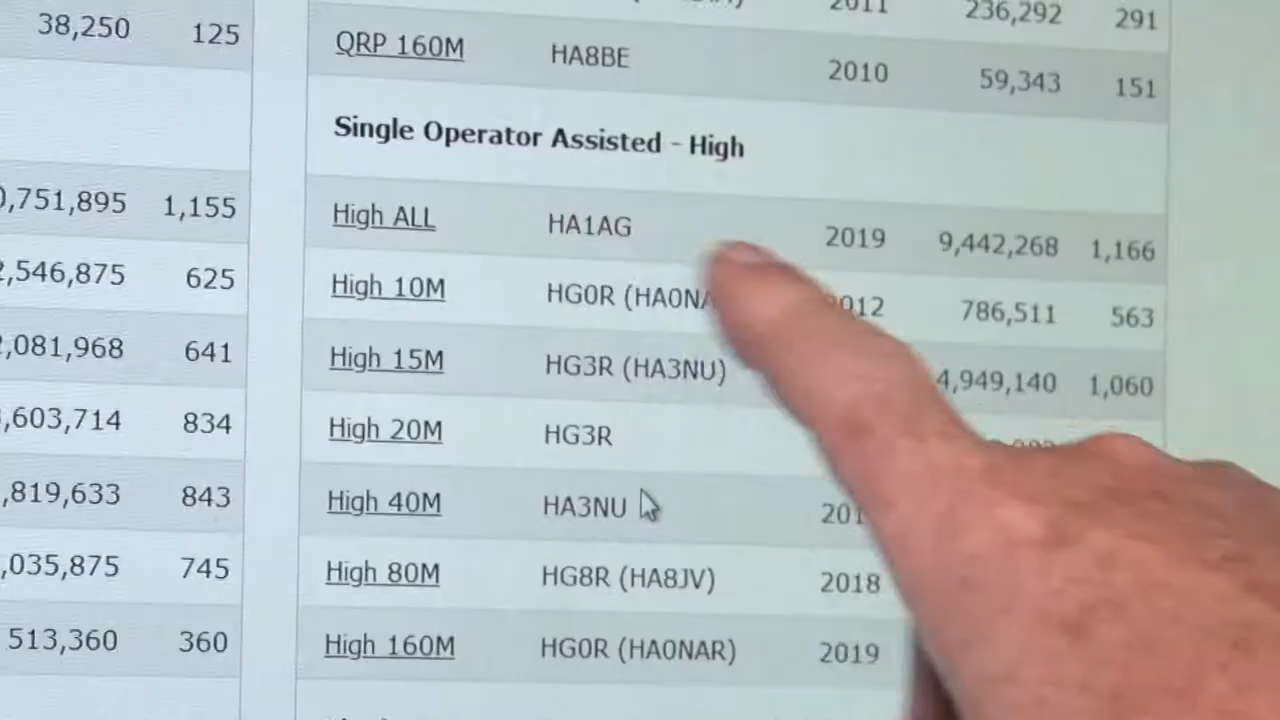 38,250 125
2011 236,292 291
QRP 160M HA8BE 2010 59,343 151
Single Operator Assisted - High
,751,895 1,155
High ALL HA1AG 2019 9,442,268 1,166
,546,875 625
High 10M HG0R (HA0NA 2012 786,511 563
,081,968 641
High 15M HG3R (HA3NU) 4,949,140 1,060
,603,714 834
High 20M HG3R
,819,633 843
High 40M HA3NU 201
,035,875 745
High 80M HG8R (HA8JV) 2018
513,360 360
High 160M HG0R (HA0NAR) 2019